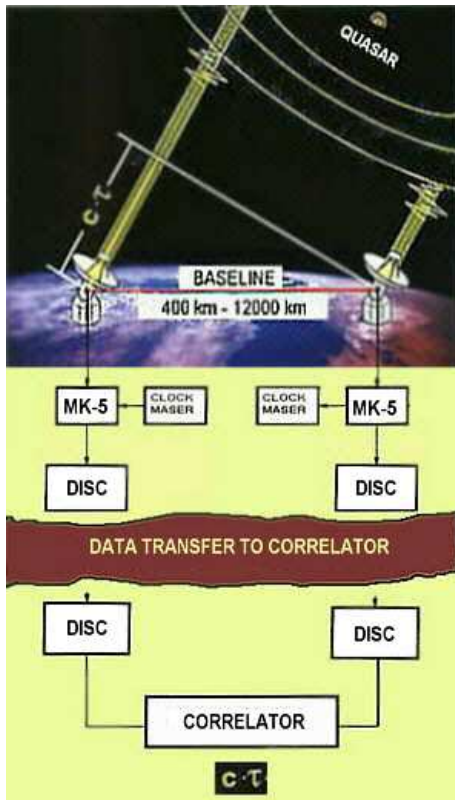 QUASAR
c·τ
BASELINE
400 km - 12000 km
MK-5
CLOCK
MASER
CLOCK
MASER
MK-5
DISC
DISC
DATA TRANSFER TO CORRELATOR
DISC
DISC
CORRELATOR
c·τ